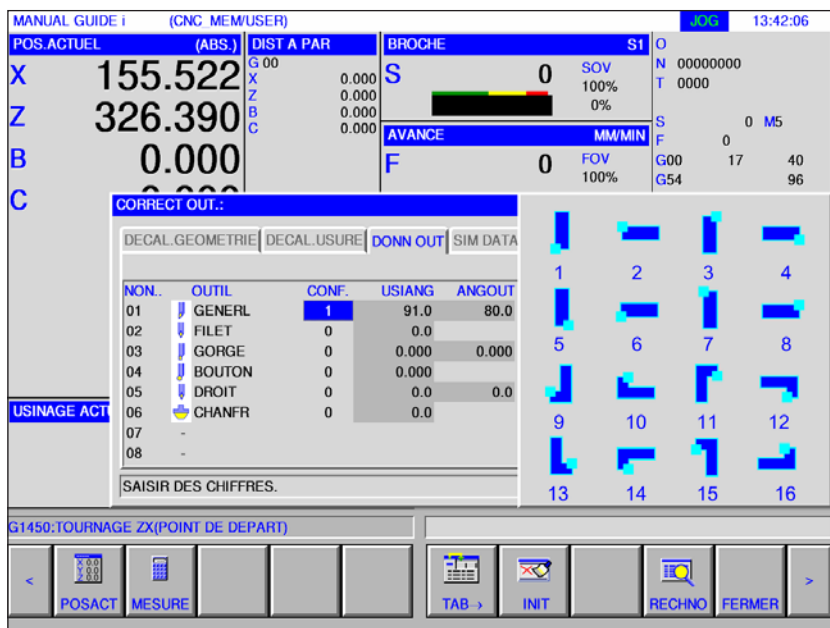 MANUAL GUIDE i (CNC_MEM/USER) JOG 13:42:06
POS.ACTUEL (ABS.)
X 155.522
Z 326.390
B 0.000
C
DIST A PAR
G 00
X 0.000
Z 0.000
B 0.000
C 0.000
BROCHE S1
S 0 SOV
100%
0%
AVANCE MM/MIN
F 0 FOV
100%
O
N 00000000
T 0000
S 0 M5
F 0
G00 17 40
G54 96
CORRECT OUT.:
DECAL.GEOMETRIE DECAL.USURE DONN OUT SIM DATA
NON.. OUTIL CONF. USIANG ANGOUT
01 GENERL 1 91.0 80.0
02 FILET 0 0.0
03 GORGE 0 0.000 0.000
04 BOUTON 0 0.000
05 DROIT 0 0.0 0.0
06 CHANFR 0 0.0
07 -
08 -
SAISIR DES CHIFFRES.
1 2 3 4
5 6 7 8
9 10 11 12
13 14 15 16
USINAGE ACT
G1450:TOURNAGE ZX(POINT DE DEPART)
< POSACT MESURE TAB→ INIT RECHNO FERMER >